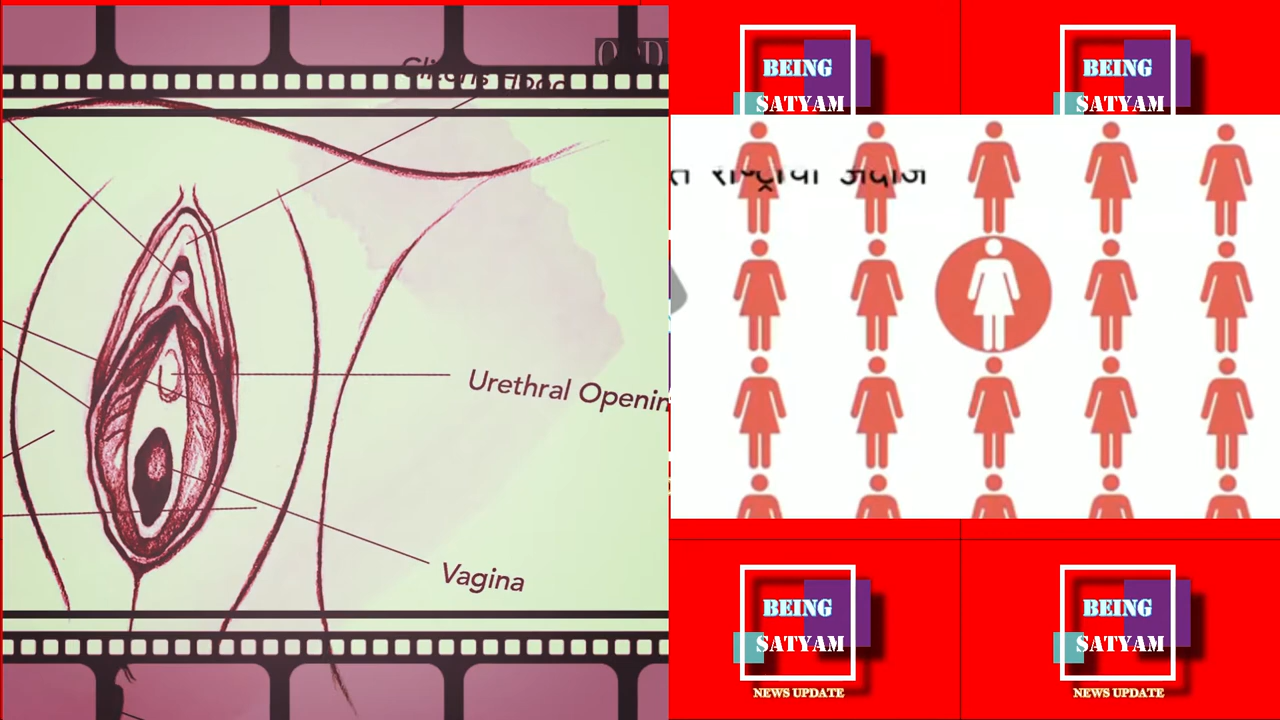 Urethral Openin
Vagina
BEING
SATYAM
BEING
SATYAM
BEING
SATYAM
NEWS UPDATE
BEING
SATYAM
NEWS UPDATE